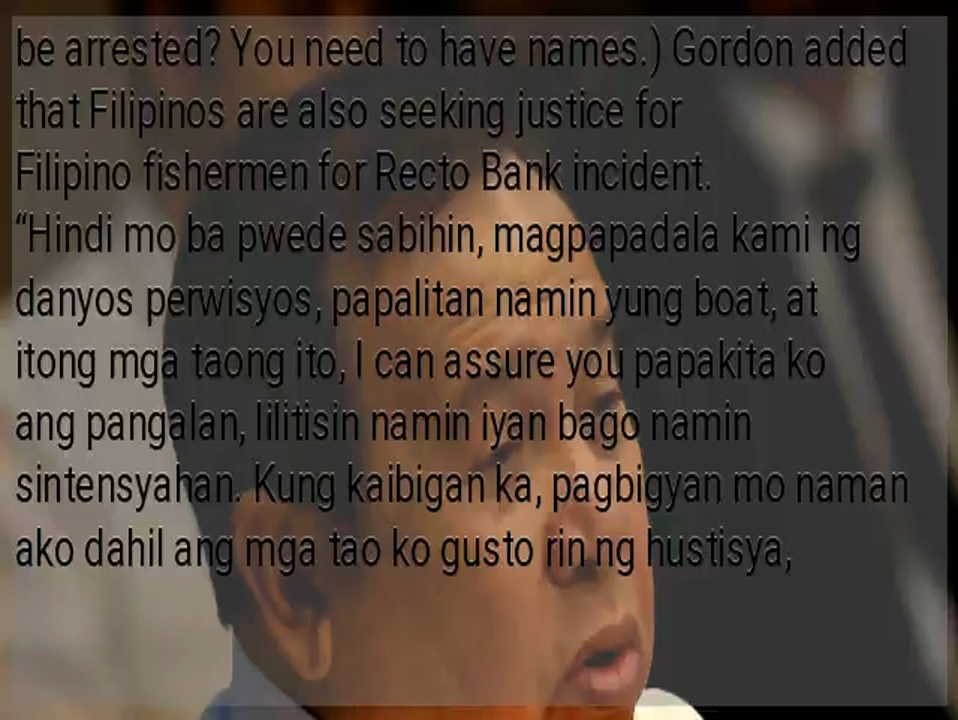 be arrested? You need to have names.) Gordon added
that Filipinos are also seeking justice for
Filipino fishermen for Recto Bank incident.
“Hindi mo ba pwede sabihin, magpapadala kami ng
danyos perwisyos, papalitan namin yung boat, at
itong mga taong ito, I can assure you papakita ko
ang pangalan, lilitisin namin iyan bago namin
sintensyahan. Kung kaibigan ka, pagbigyan mo naman
ako dahil ang mga tao ko gusto rin ng hustisya,